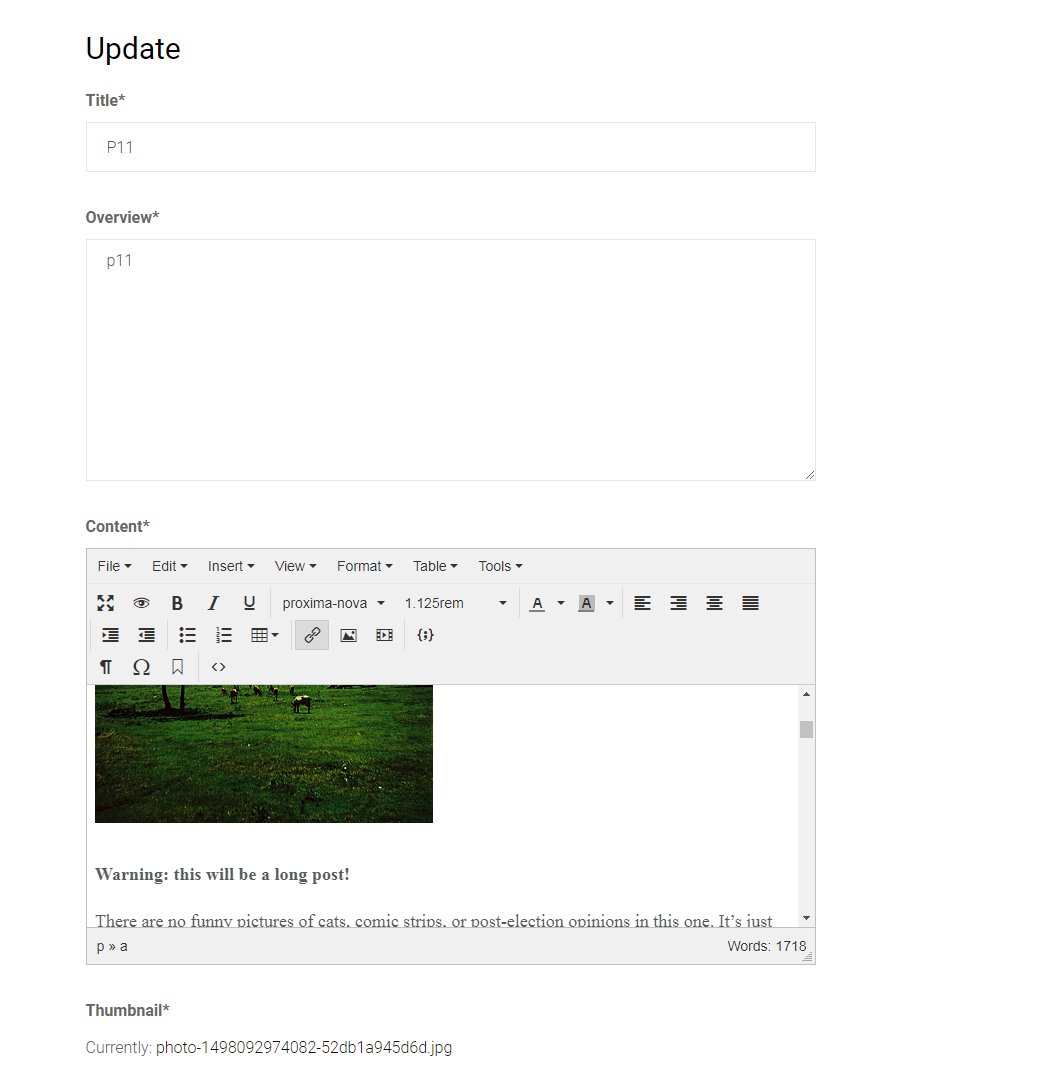 Update
Title*
P11
Overview*
p11
Content*
File Edit Insert View Format Table Tools
B I U proxima-nova 1.125rem A A
¶ Ω <>
Warning: this will be a long post!
There are no funny pictures of cats, comic strips, or post-election opinions in this one. It’s just
p » a Words: 1718
Thumbnail*
Currently: photo-1498092974082-52db1a945d6d.jpg